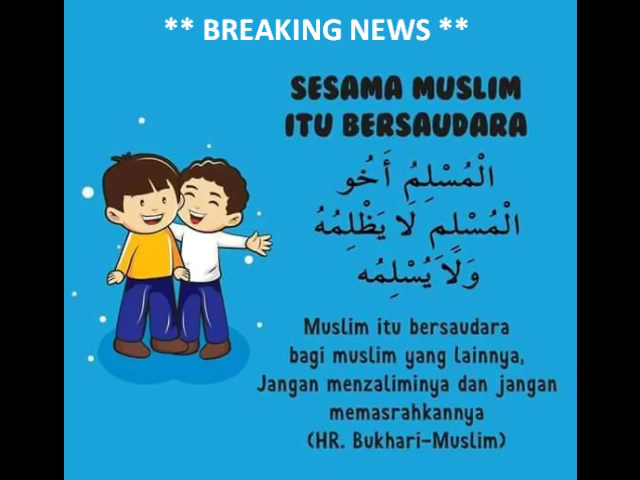 ** BREAKING NEWS **
SESAMA MUSLIM
ITU BERSAUDARA
الْمُسْلِمُ أَخُو
الْمُسْلِمِ لَا يَظْلِمُهُ
وَلَا يُسْلِمُه
Muslim itu bersaudara
bagi muslim yang lainnya,
Jangan menzaliminya dan jangan
memasrahkannya
(HR. Bukhari-Muslim)